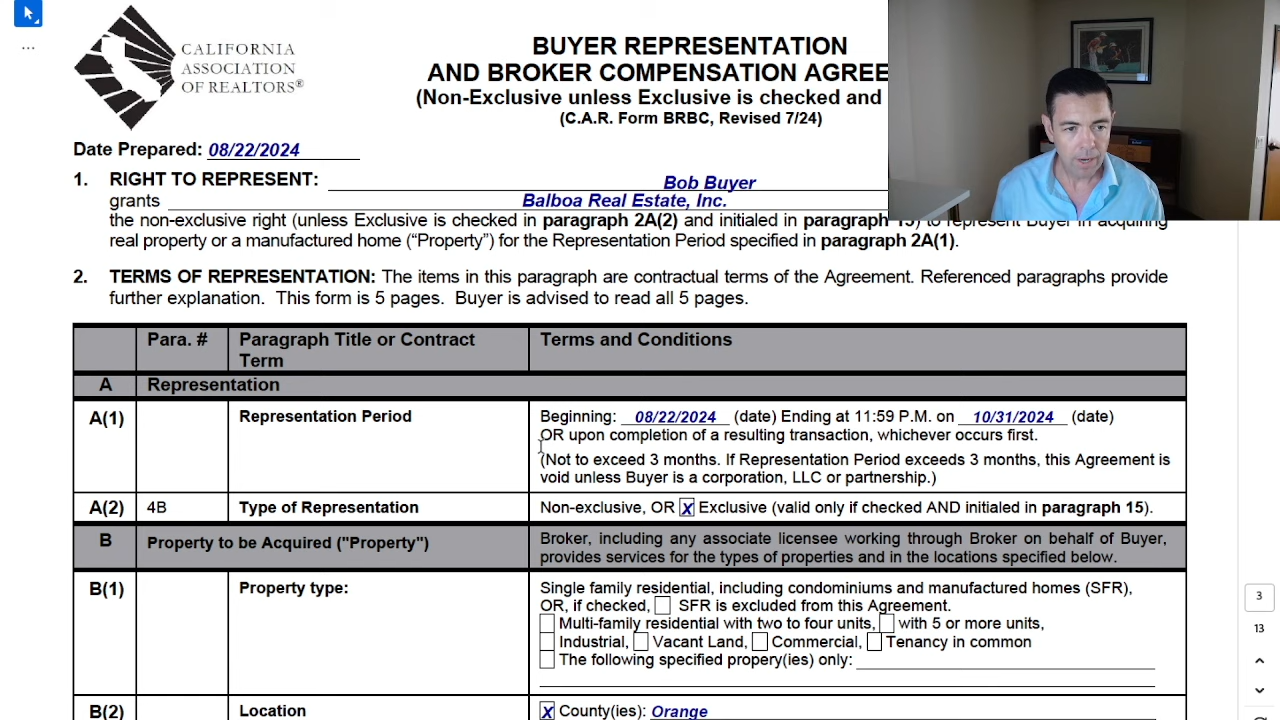 CALIFORNIA
ASSOCIATION
OF REALTORS®
BUYER REPRESENTATION
AND BROKER COMPENSATION AGREE
(Non-Exclusive unless Exclusive is checked and
(C.A.R. Form BRBC, Revised 7/24)
Date Prepared: 08/22/2024
1. RIGHT TO REPRESENT: Bob Buyer
grants Balboa Real Estate, Inc.
the non-exclusive right (unless Exclusive is checked in paragraph 2A(2) and initialed in paragraph 15) to represent Buyer in acquiring
real property or a manufactured home (“Property”) for the Representation Period specified in paragraph 2A(1).
2. TERMS OF REPRESENTATION: The items in this paragraph are contractual terms of the Agreement. Referenced paragraphs provide
further explanation. This form is 5 pages. Buyer is advised to read all 5 pages.
Para. # Paragraph Title or Contract Term Terms and Conditions
A Representation
A(1) Representation Period Beginning: 08/22/2024 (date) Ending at 11:59 P.M. on 10/31/2024 (date)
OR upon completion of a resulting transaction, whichever occurs first.
(Not to exceed 3 months. If Representation Period exceeds 3 months, this Agreement is
void unless Buyer is a corporation, LLC or partnership.)
A(2) 4B Type of Representation Non-exclusive, OR X Exclusive (valid only if checked AND initialed in paragraph 15).
B Property to be Acquired ("Property") Broker, including any associate licensee working through Broker on behalf of Buyer,
provides services for the types of properties and in the locations specified below.
B(1) Property type: Single family residential, including condominiums and manufactured homes (SFR),
OR, if checked, SFR is excluded from this Agreement.
Multi-family residential with two to four units, with 5 or more units,
Industrial, Vacant Land, Commercial, Tenancy in common
The following specified propery(ies) only:
B(2) Location X County(ies): Orange
3
13